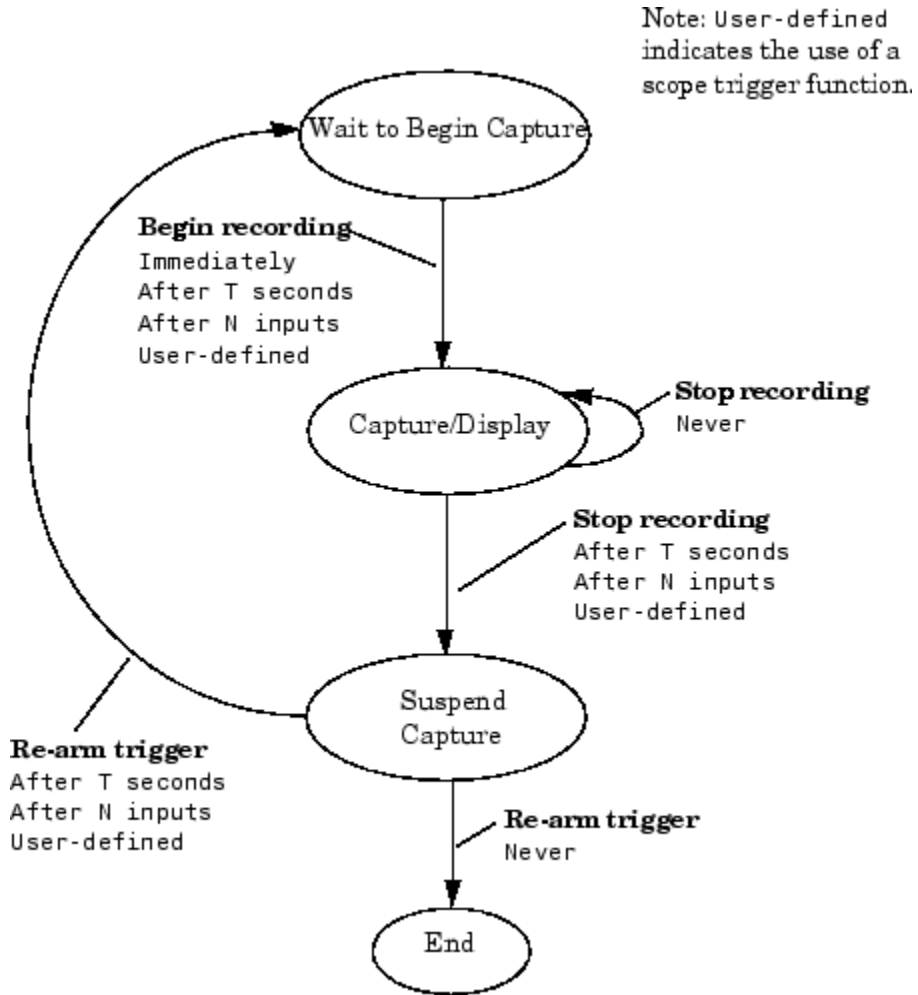 Note: User-defined
indicates the use of a
scope trigger function.
Wait to Begin Capture
Begin recording
Immediately
After T seconds
After N inputs
User-defined
Capture/Display
Stop recording
Never
Stop recording
After T seconds
After N inputs
User-defined
Suspend
Capture
Re-arm trigger
After T seconds
After N inputs
User-defined
Re-arm trigger
Never
End